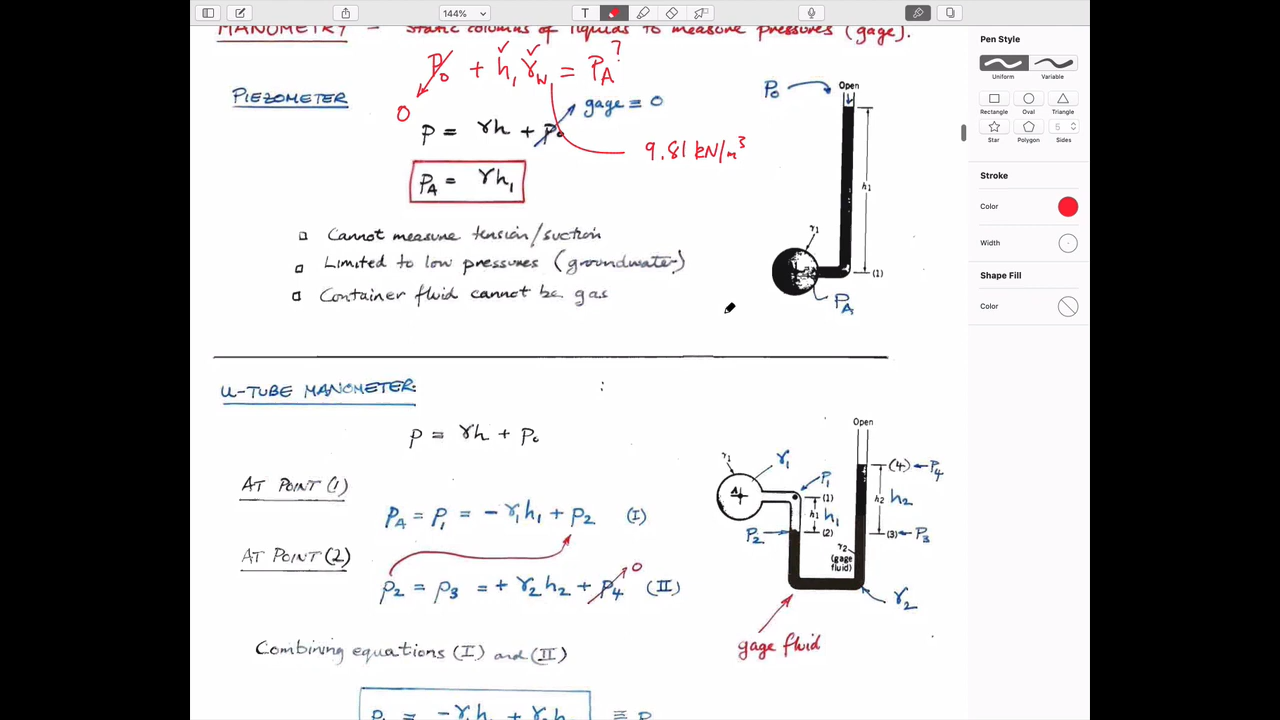 144%
T
MANOMETRY - Static columns of liquids to measure pressures (gage).
P₀ + h₁ γw = PA ?
0
PIEZOMETER
gage ≡ 0
p = γh + p₀
9.81 kN/m³
PA = γh₁
□ Cannot measure tension/suction
□ Limited to low pressures (groundwater)
□ Container fluid cannot be gas
P₀
Open
h₁
γ₁
(1)
PA
U-TUBE MANOMETER:
p = γh + p₀
AT POINT (1)
PA = P₁ = - γ₁h₁ + P₂ (I)
AT POINT (2)
P₂ = P₃ = + γ₂h₂ + P₄ (II)
0
Combining equations (I) and (II)
Open
γ₁
γ₁
A
P₁
(1)
h₁
h₁
P₂
(2)
(4)
P₄
h₂
h₂
(3)
P₃
γ₂
(gage
fluid)
γ₂
gage fluid
Pen Style
Uniform
Variable
Rectangle
Oval
Triangle
5
Star
Polygon
Sides
Stroke
Color
Width
Shape Fill
Color